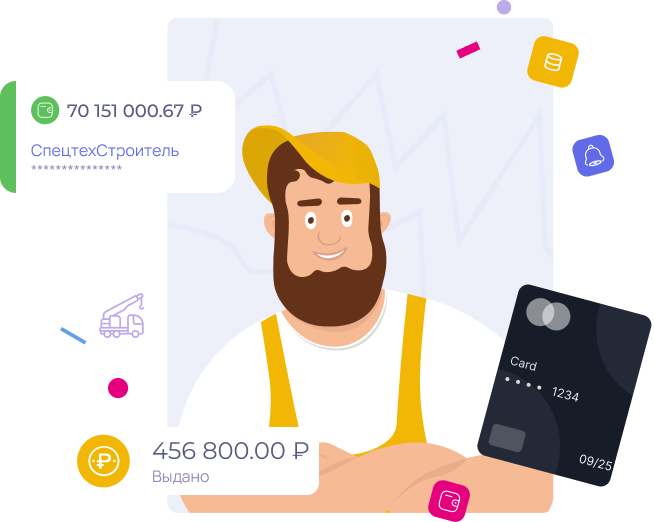 70 151 000.67 ₽
СпецтехСтроитель
***************
Card
• • • • 1234
09/25
456 800.00 ₽
Выдано